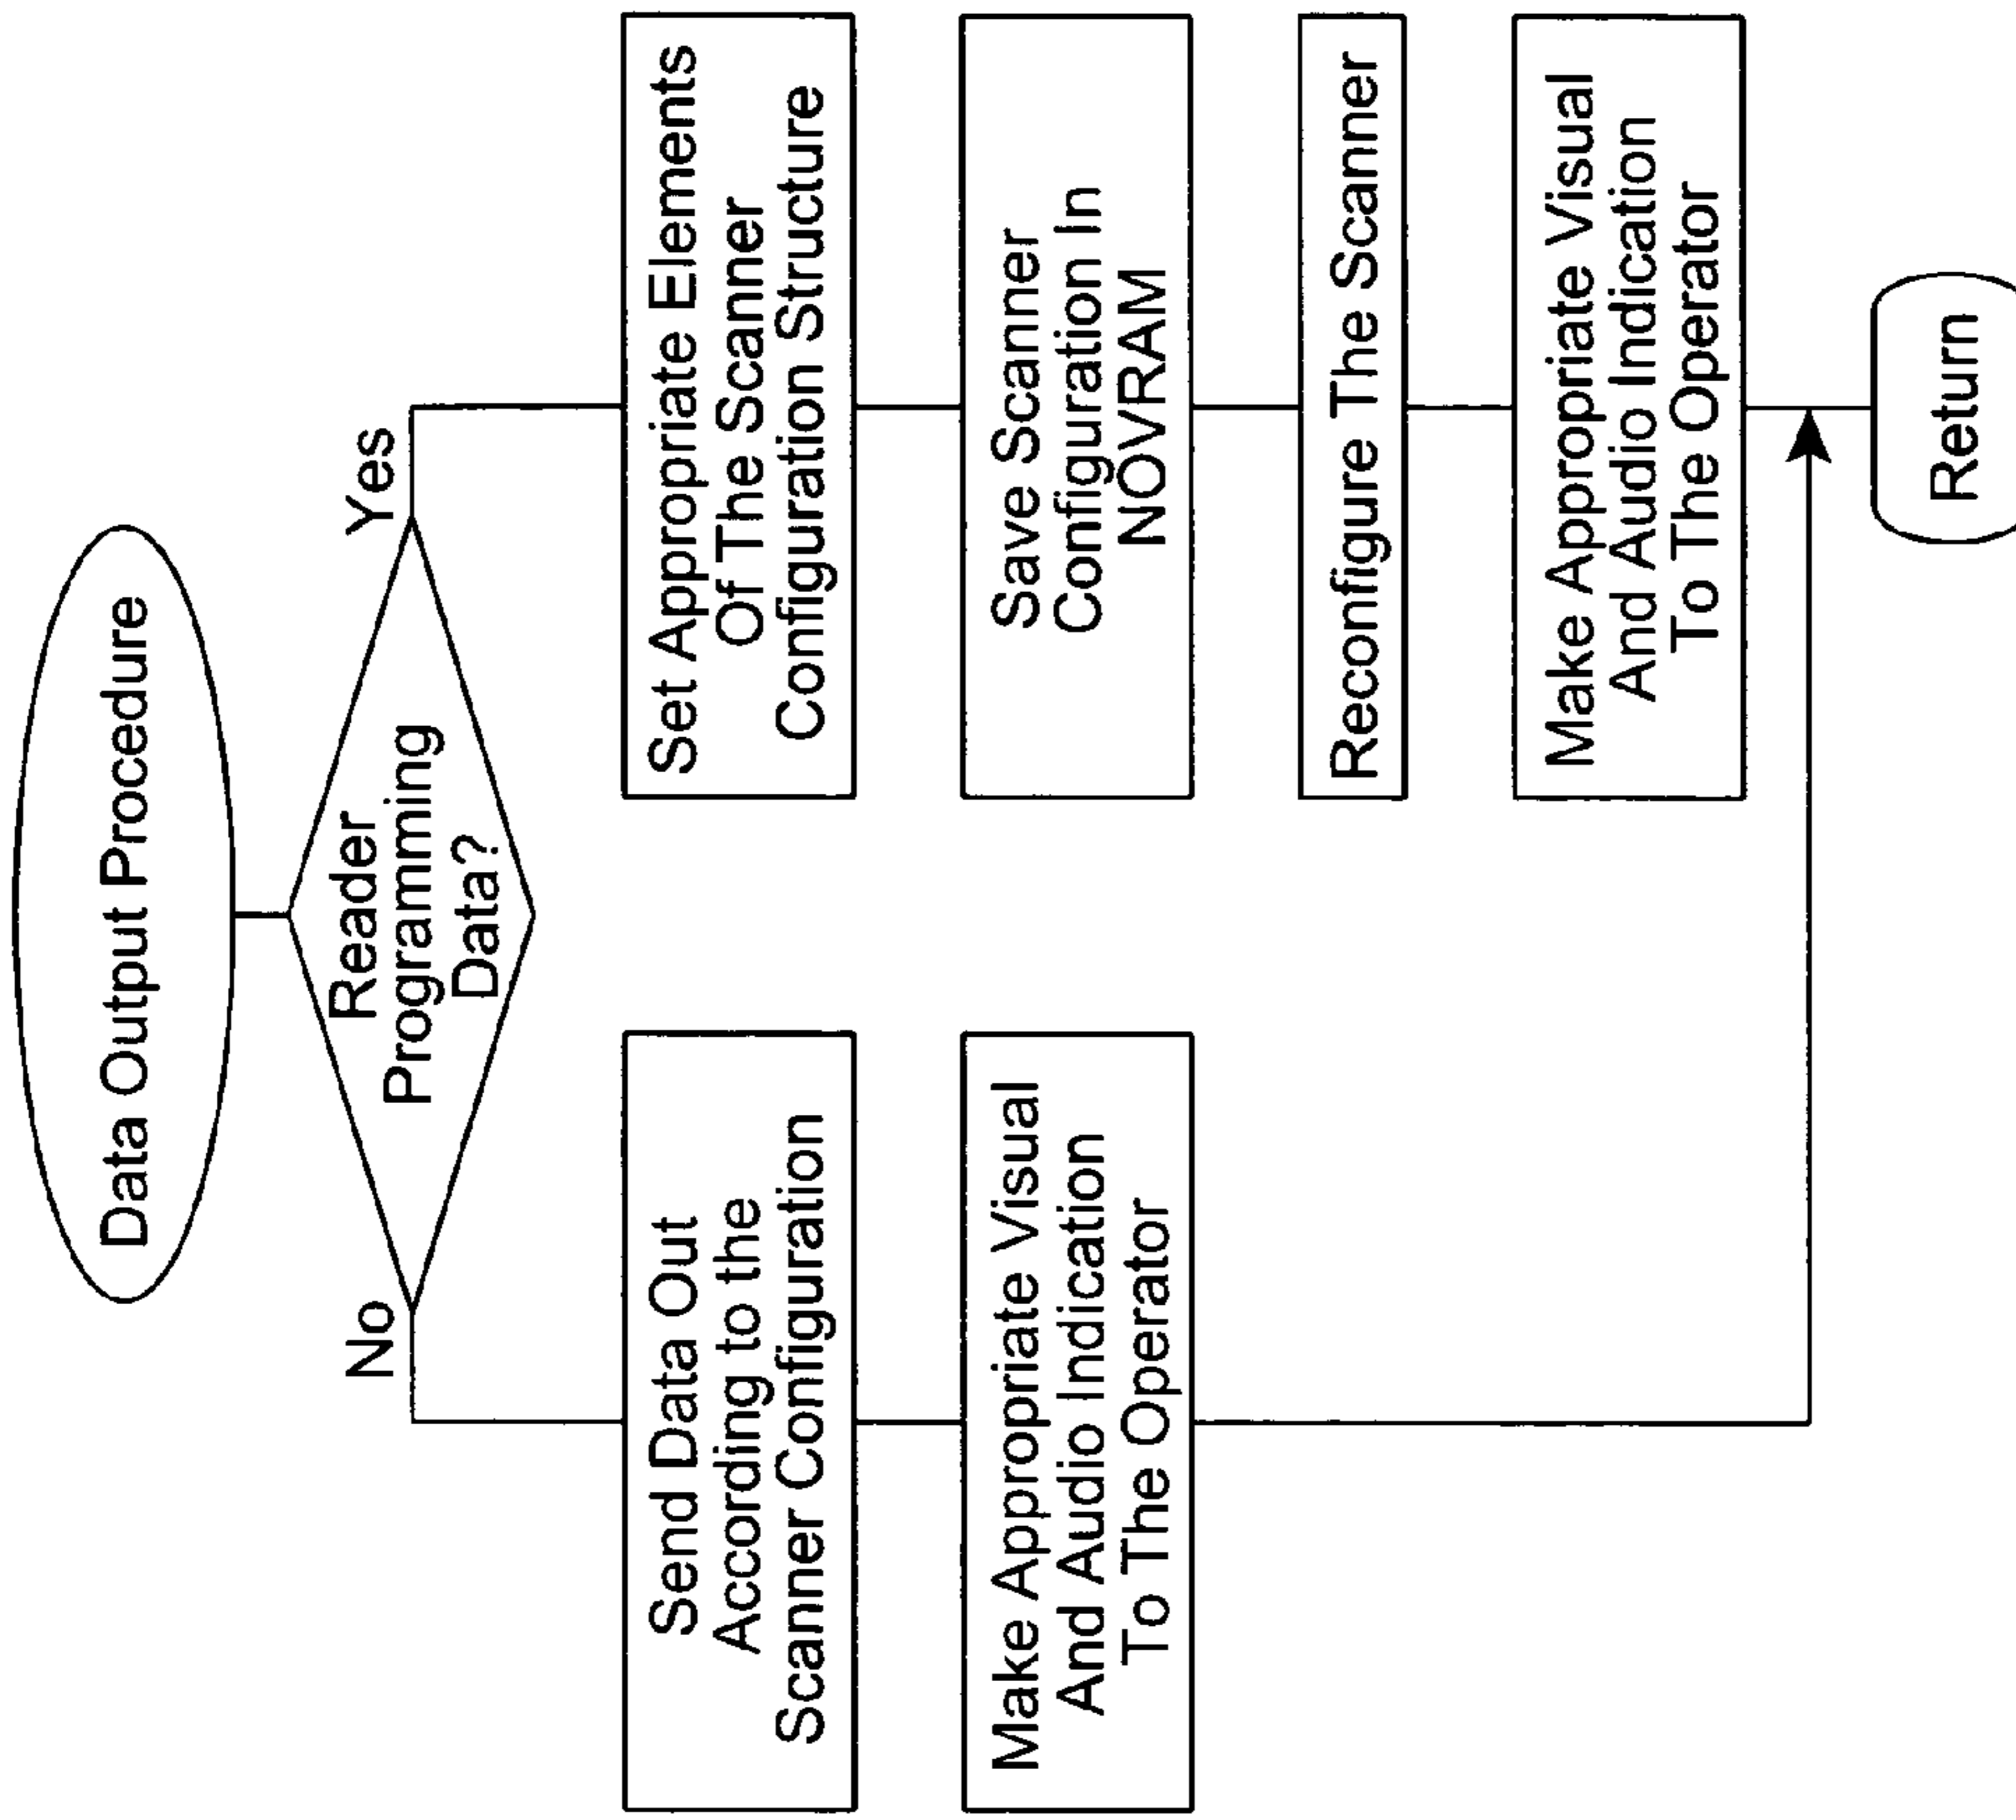 Data Output Procedure
Reader
Programming
Data?
No
Yes
Send Data Out
According to the
Scanner Configuration
Make Appropriate Visual
And Audio Indication
To The Operator
Set Appropriate Elements
Of The Scanner
Configuration Structure
Save Scanner
Configuration In
NOVRAM
Reconfigure The Scanner
Make Appropriate Visual
And Audio Indication
To The Operator
Return